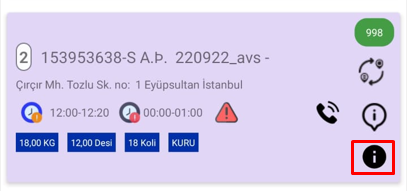 998
2 153953638-S A.Þ. 220922_avs -
Çırçır Mh. Tozlu Sk. no: 1 Eyüpsultan İstanbul
12:00-12:20 00:00-01:00
18,00 KG 12,00 Desi 18 Koli KURU